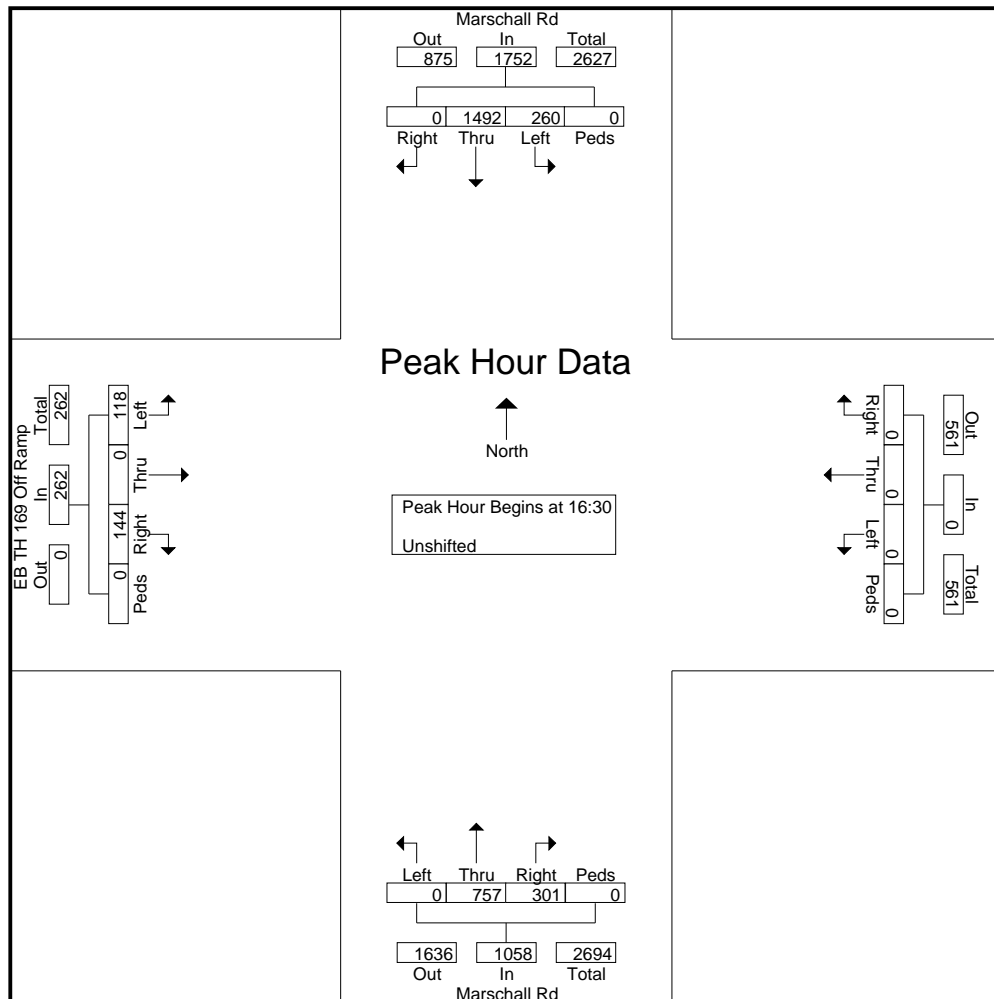 Marschall Rd
Out In Total
875 1752 2627
0 1492 260 0
Right Thru Left Peds
Peak Hour Data
North
Peak Hour Begins at 16:30
Unshifted
EB TH 169 Off Ramp
Out In Total
0 262 262
118 0 144 0
Left Thru Right Peds
Right Thru Left Peds
0 0 0 0
Out In Total
561 0 561
Left Thru Right Peds
0 757 301 0
1636 1058 2694
Out In Total
Marschall Rd